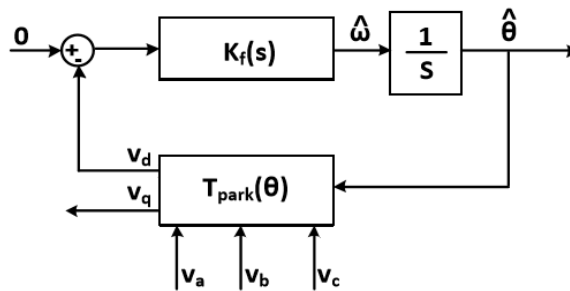 0
+
-
K_f(s)
ω̂
1
S
θ̂
v_d
v_q
T_park(θ)
v_a
v_b
v_c